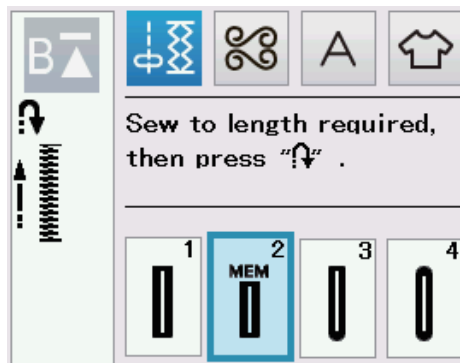 B
A
Sew to length required,
then press "↷" .
1
2
3
4
MEM